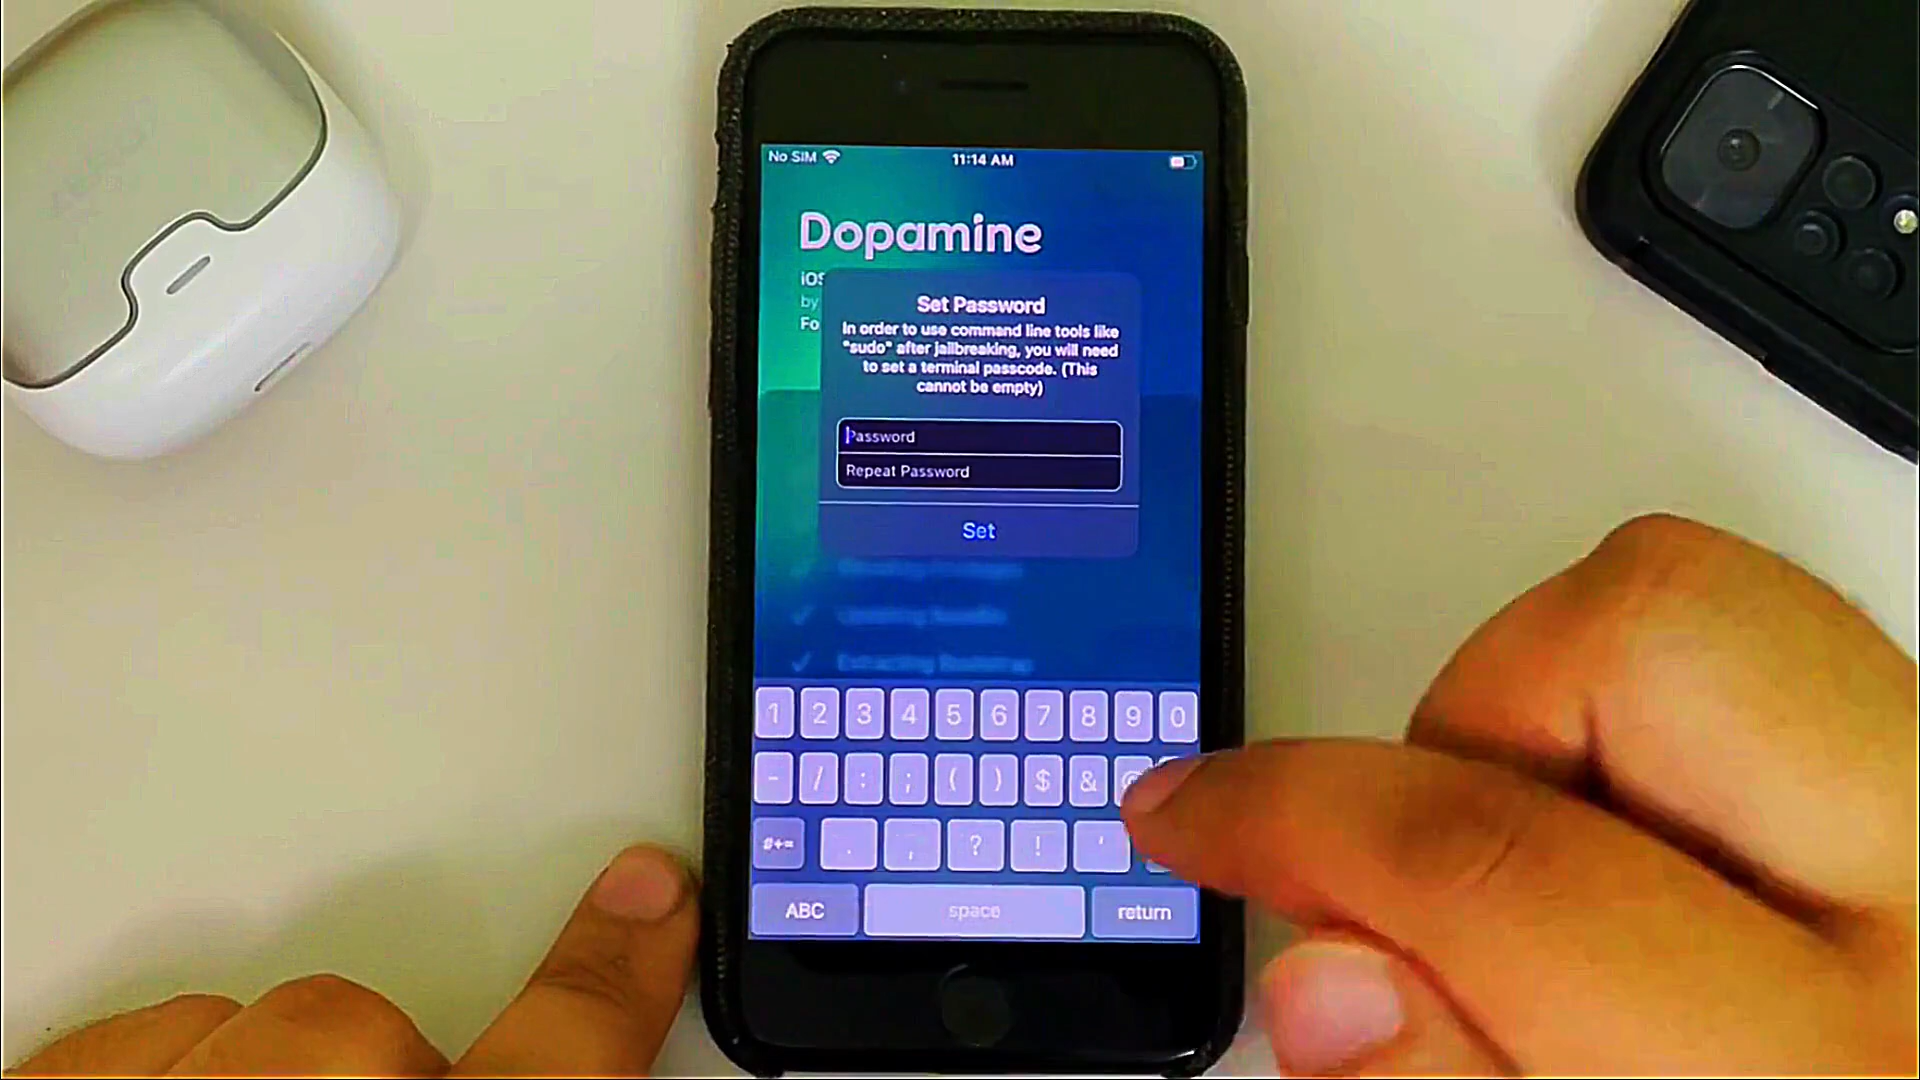 No SIM
11:14 AM
Dopamine
iOS
by
Fo
Set Password
In order to use command line tools like
"sudo" after jailbreaking, you will need
to set a terminal passcode. (This
cannot be empty)
Password
Repeat Password
Set
Extracting Bootstrap
1 2 3 4 5 6 7 8 9 0
- / : ; ( ) $ & @
#+= . , ? ! '
ABC space return